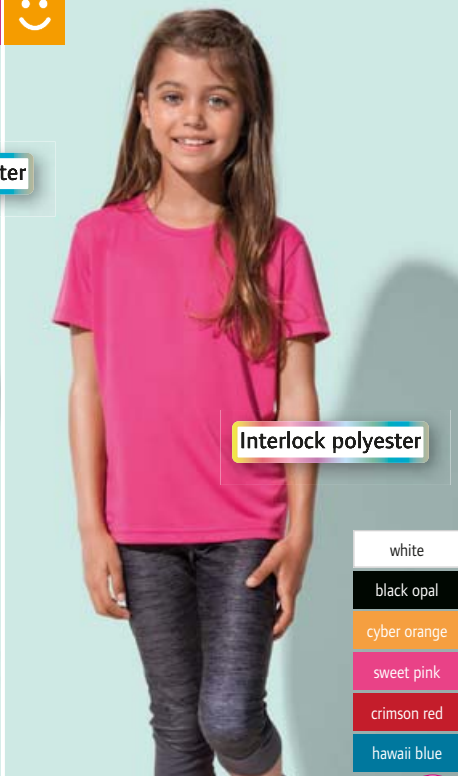 ter
Interlock polyester
white
black opal
cyber orange
sweet pink
crimson red
hawaii blue